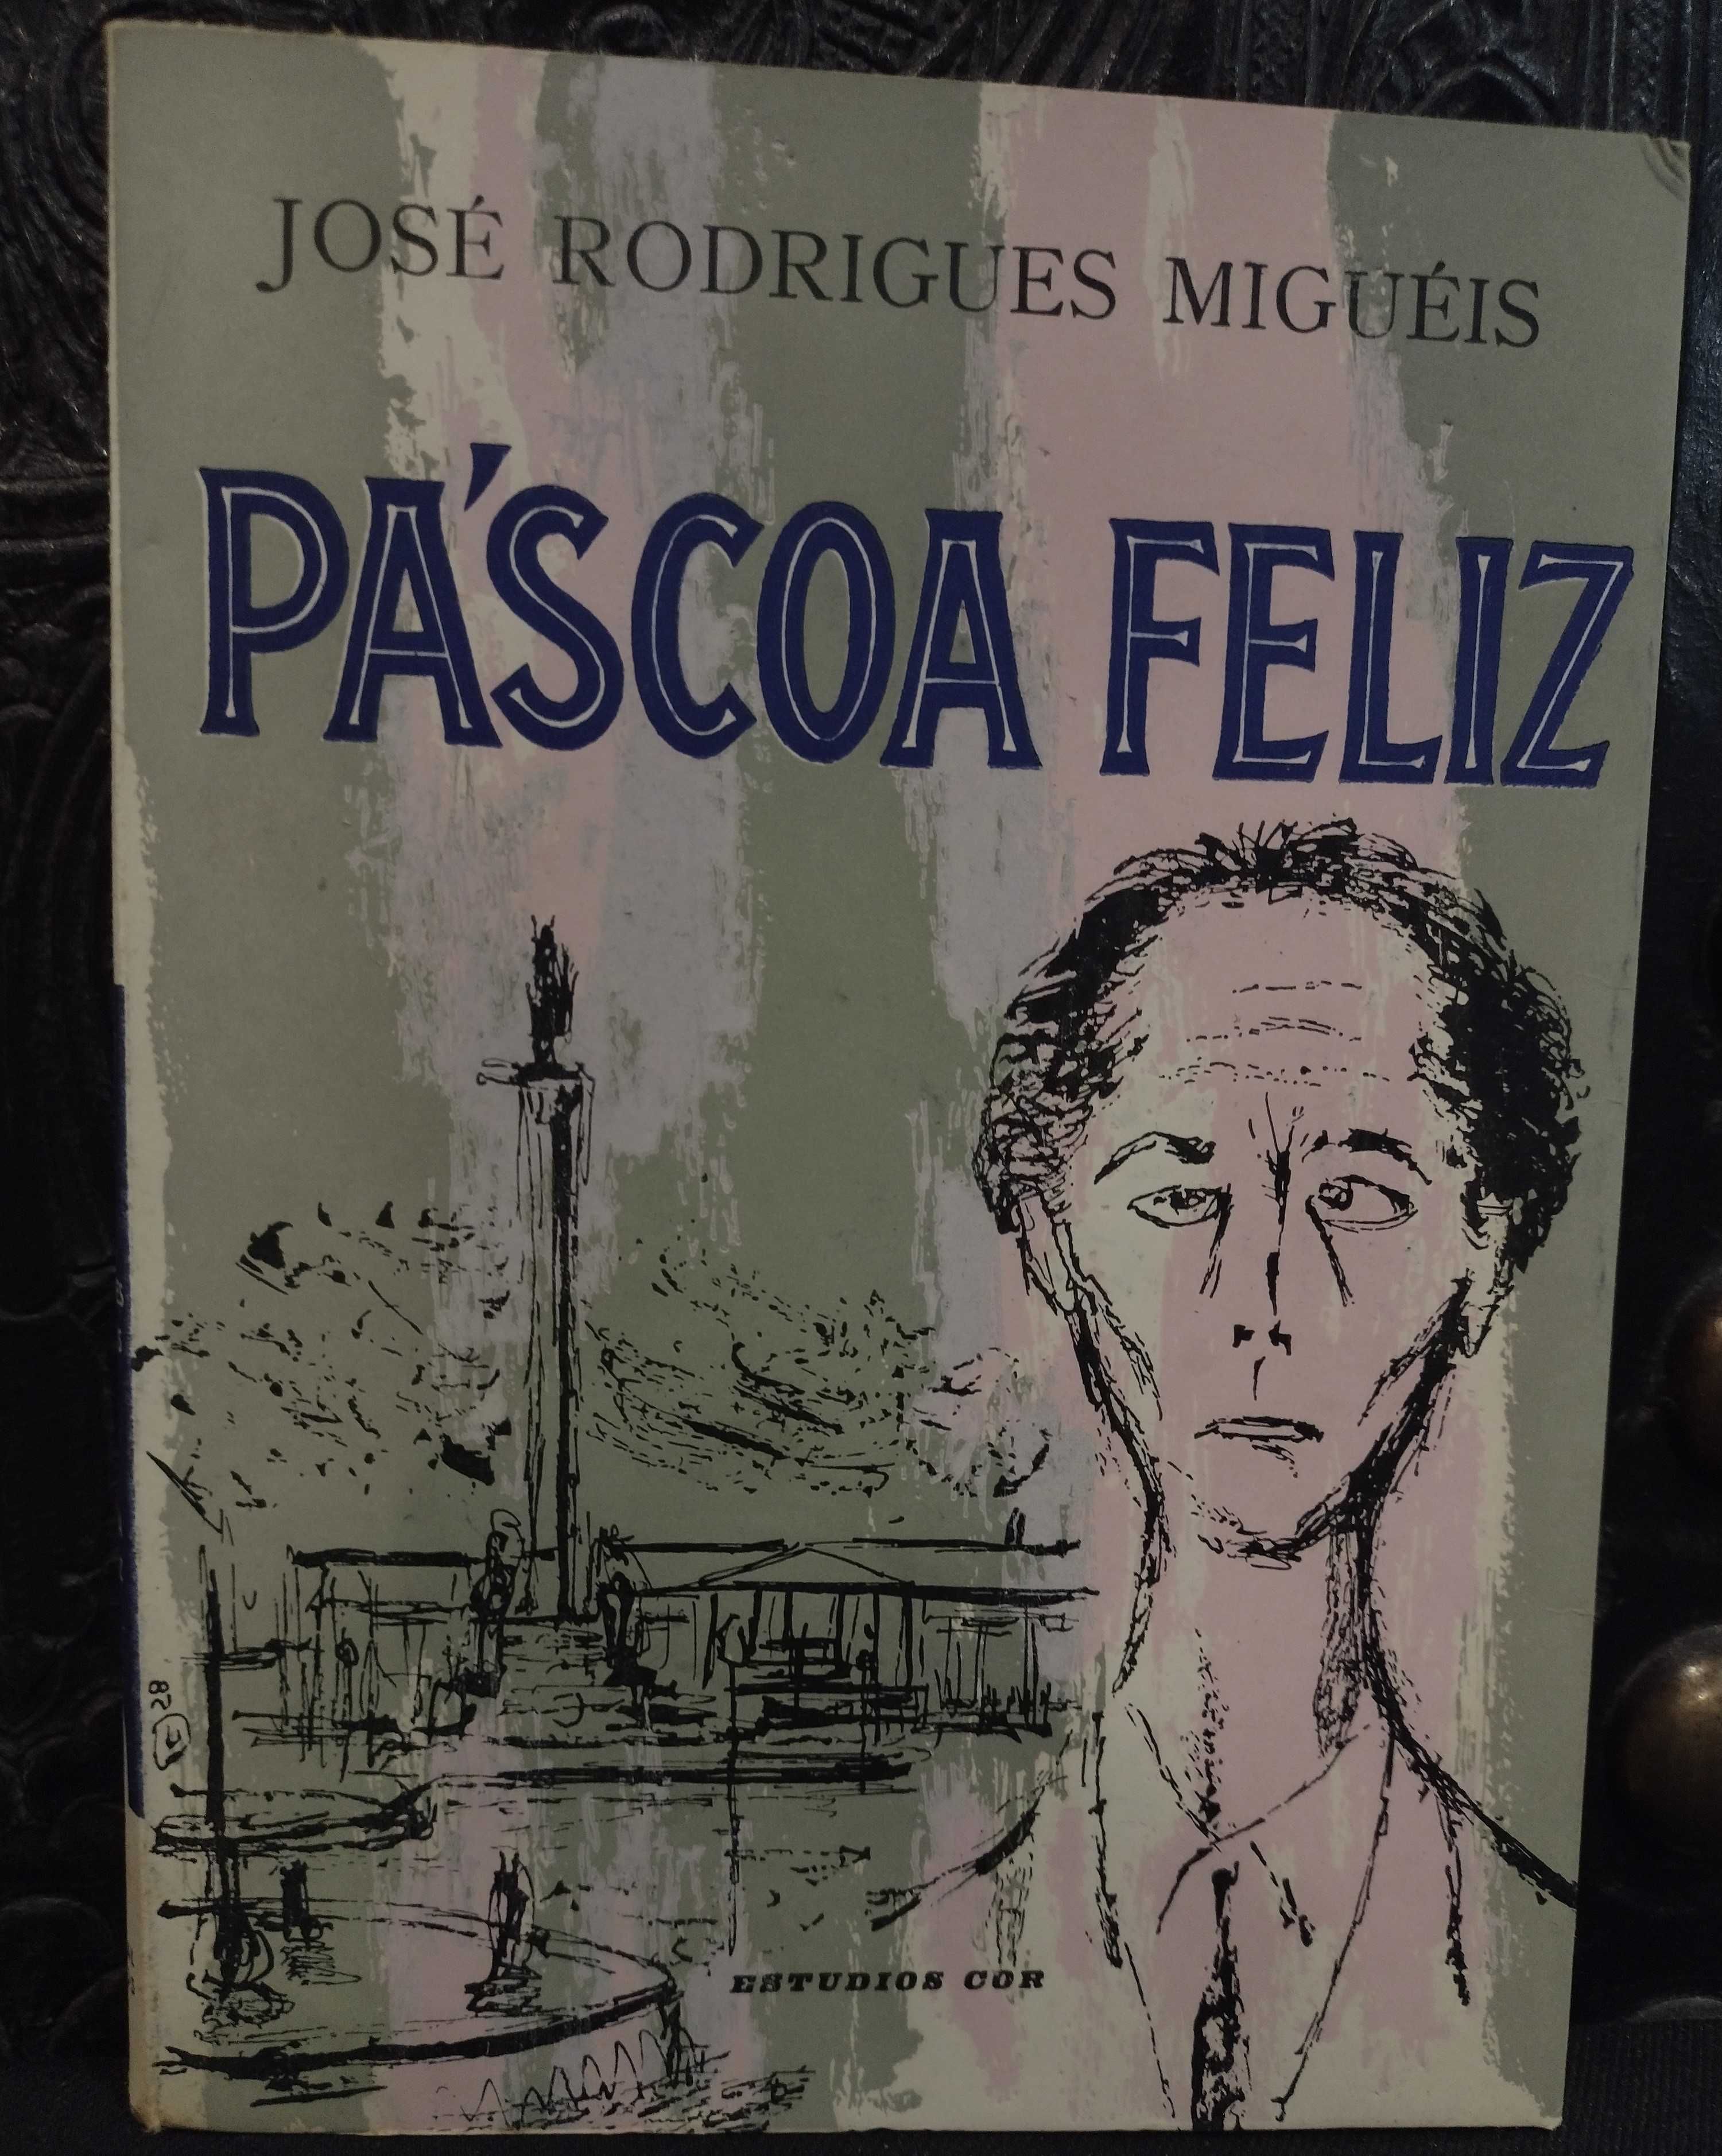 JOSÉ RODRIGUES MIGUÉIS
PÁSCOA FELIZ
ESTUDIOS COR